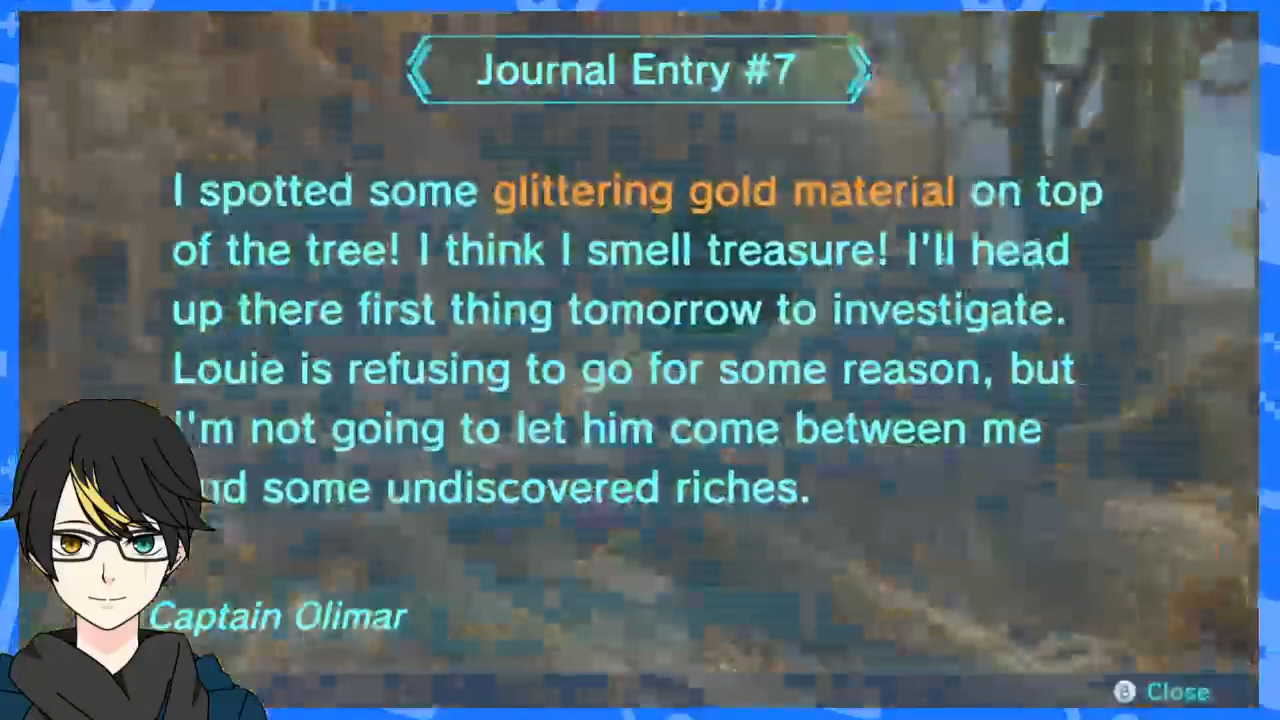 Journal Entry #7
I spotted some glittering gold material on top
of the tree! I think I smell treasure! I'll head
up there first thing tomorrow to investigate.
Louie is refusing to go for some reason, but
I'm not going to let him come between me
and some undiscovered riches.
Captain Olimar
B Close